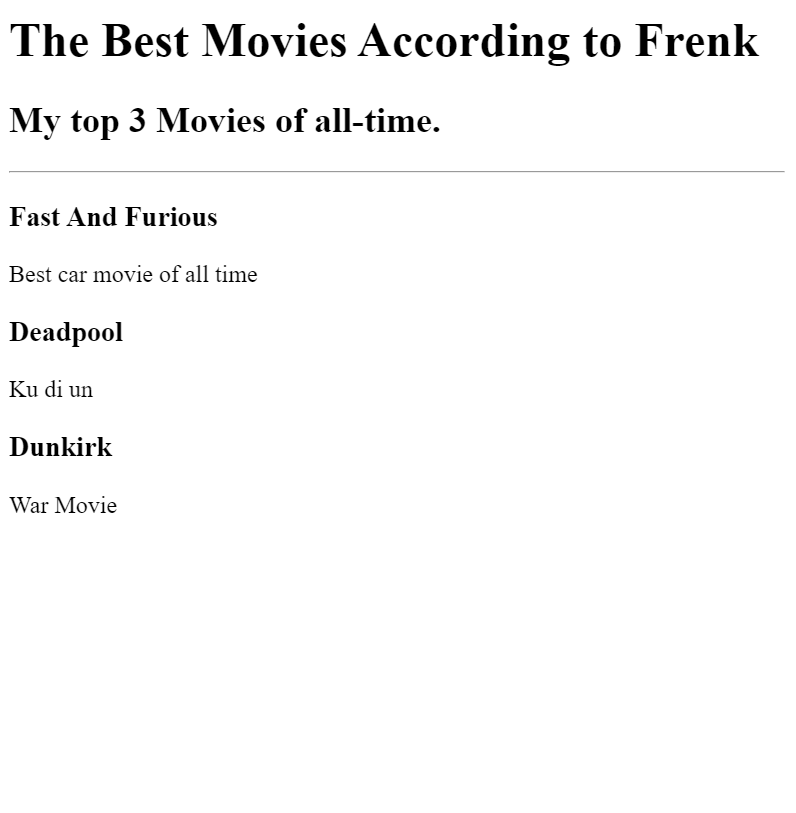 The Best Movies According to Frenk
My top 3 Movies of all-time.
Fast And Furious
Best car movie of all time
Deadpool
Ku di un
Dunkirk
War Movie